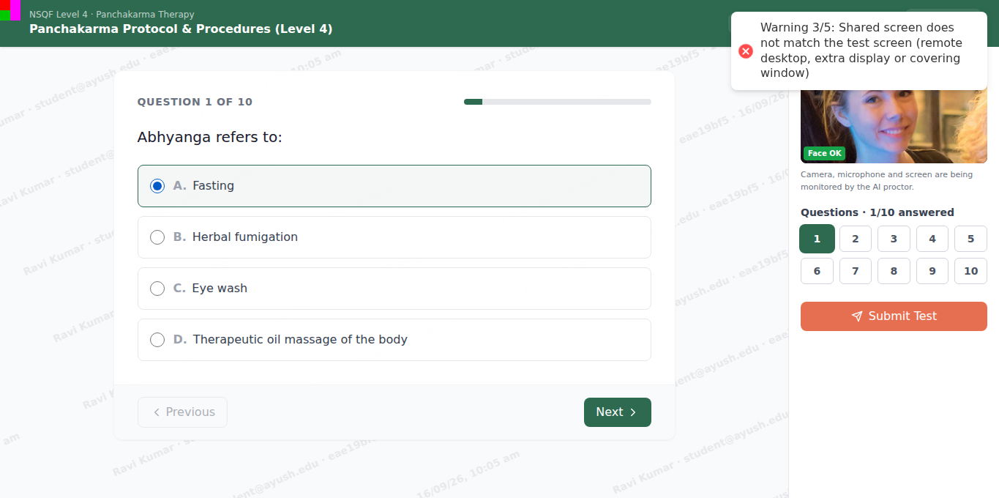 NSQF Level 4 · Panchakarma Therapy
Panchakarma Protocol & Procedures (Level 4)
Warning 3/5: Shared screen does
not match the test screen (remote
desktop, extra display or covering
window)
QUESTION 1 OF 10
Abhyanga refers to:
A. Fasting
B. Herbal fumigation
C. Eye wash
D. Therapeutic oil massage of the body
Previous
Next
Face OK
Camera, microphone and screen are being
monitored by the AI proctor.
Questions · 1/10 answered
1 2 3 4 5
6 7 8 9 10
Submit Test
Ravi Kumar · student@ayush.edu · eae19bf5 · 16/09/26, 10:05 am